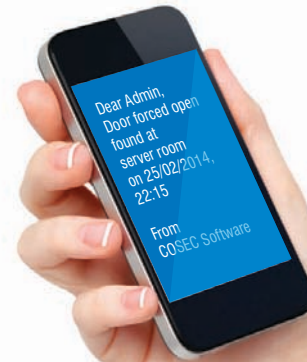 Dear Admin,
Door forced open
found at
server room
on 25/02/2014,
22:15
From
COSEC Software